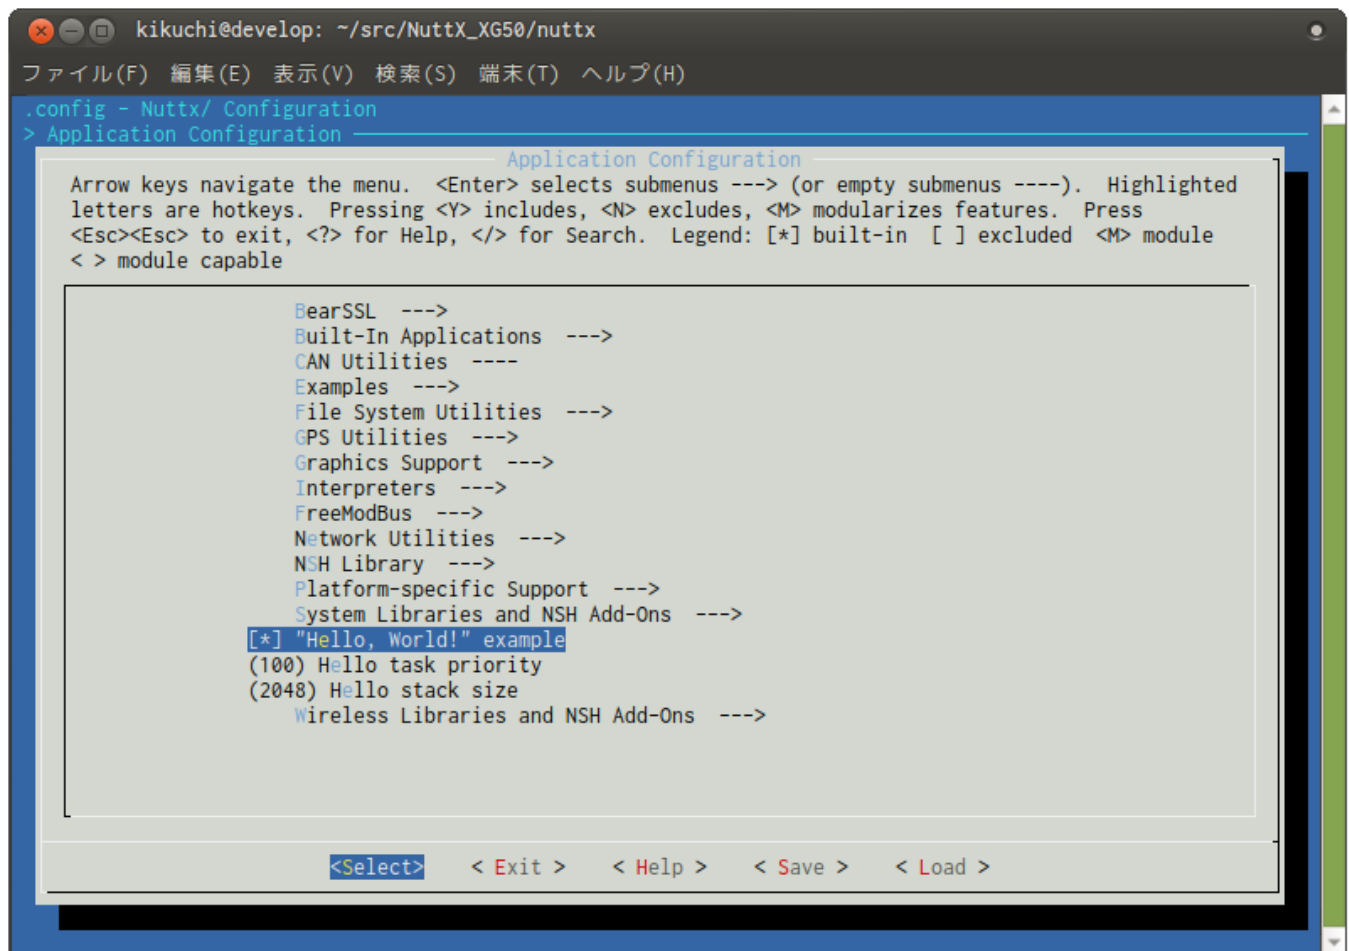 kikuchi@develop: ~/src/NuttX_XG50/nuttx
ファイル(F) 編集(E) 表示(V) 検索(S) 端末(T) ヘルプ(H)
.config - Nuttx/ Configuration
> Application Configuration
Application Configuration
Arrow keys navigate the menu.  <Enter> selects submenus ---> (or empty submenus ----).  Highlighted
letters are hotkeys.  Pressing <Y> includes, <N> excludes, <M> modularizes features.  Press
<Esc><Esc> to exit, <?> for Help, </> for Search.  Legend: [*] built-in  [ ] excluded  <M> module
< > module capable
BearSSL  --->
Built-In Applications  --->
CAN Utilities  ----
Examples  --->
File System Utilities  --->
GPS Utilities  --->
Graphics Support  --->
Interpreters  --->
FreeModBus  --->
Network Utilities  --->
NSH Library  --->
Platform-specific Support  --->
System Libraries and NSH Add-Ons  --->
[*] "Hello, World!" example
(100) Hello task priority
(2048) Hello stack size
Wireless Libraries and NSH Add-Ons  --->
<Select>    < Exit >    < Help >    < Save >    < Load >